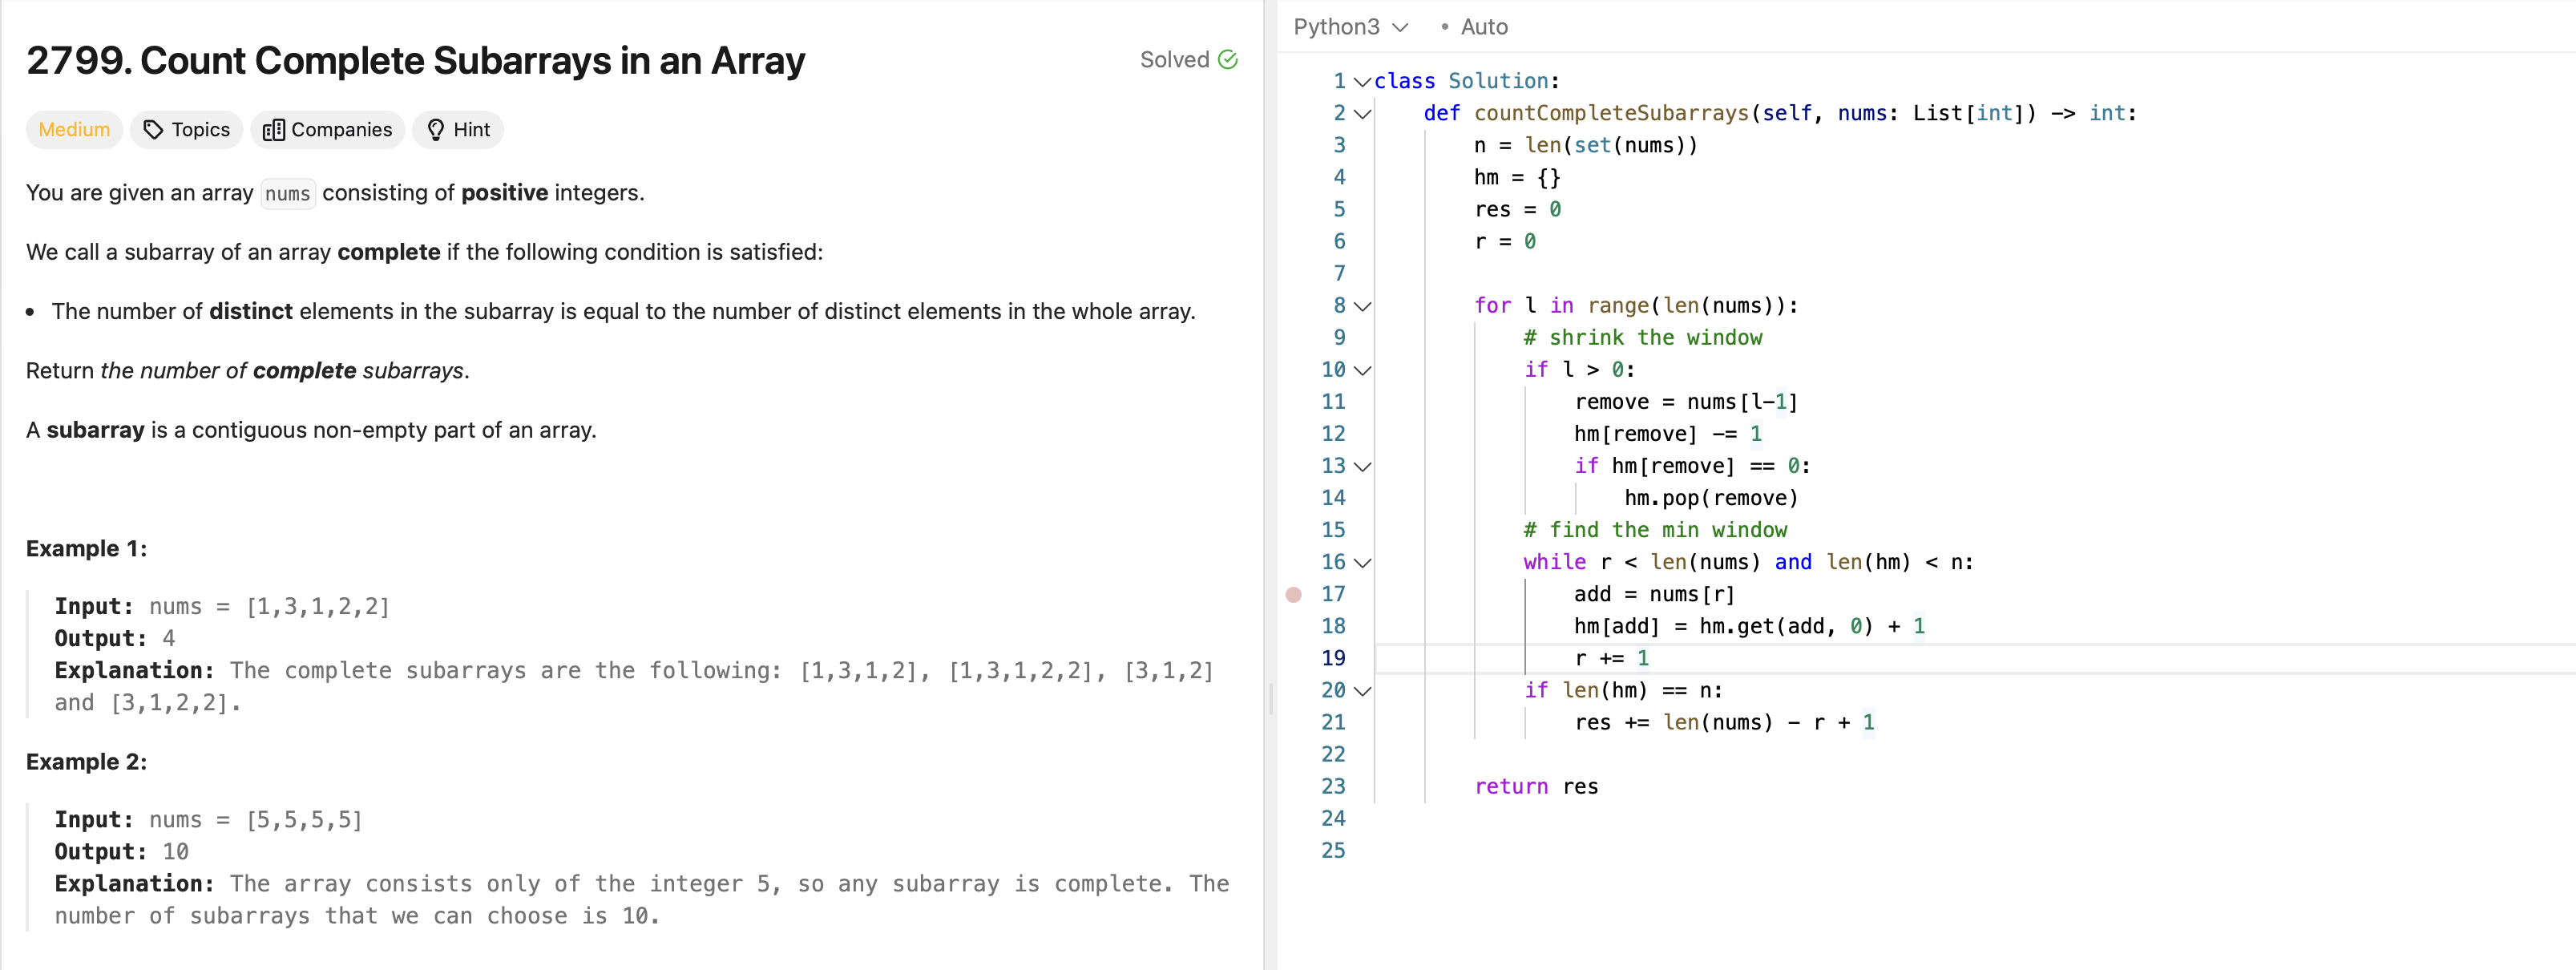 2799. Count Complete Subarrays in an Array
Solved
Medium Topics Companies Hint
You are given an array nums consisting of positive integers.
We call a subarray of an array complete if the following condition is satisfied:
• The number of distinct elements in the subarray is equal to the number of distinct elements in the whole array.
Return the number of complete subarrays.
A subarray is a contiguous non-empty part of an array.
Example 1:
Input: nums = [1,3,1,2,2]
Output: 4
Explanation: The complete subarrays are the following: [1,3,1,2], [1,3,1,2,2], [3,1,2]
and [3,1,2,2].
Example 2:
Input: nums = [5,5,5,5]
Output: 10
Explanation: The array consists only of the integer 5, so any subarray is complete. The
number of subarrays that we can choose is 10.
Python3 • Auto
1 class Solution:
2     def countCompleteSubarrays(self, nums: List[int]) -> int:
3         n = len(set(nums))
4         hm = {}
5         res = 0
6         r = 0
7
8         for l in range(len(nums)):
9             # shrink the window
10             if l > 0:
11                 remove = nums[l-1]
12                 hm[remove] -= 1
13                 if hm[remove] == 0:
14                     hm.pop(remove)
15             # find the min window
16             while r < len(nums) and len(hm) < n:
17                 add = nums[r]
18                 hm[add] = hm.get(add, 0) + 1
19                 r += 1
20             if len(hm) == n:
21                 res += len(nums) - r + 1
22
23         return res
24
25